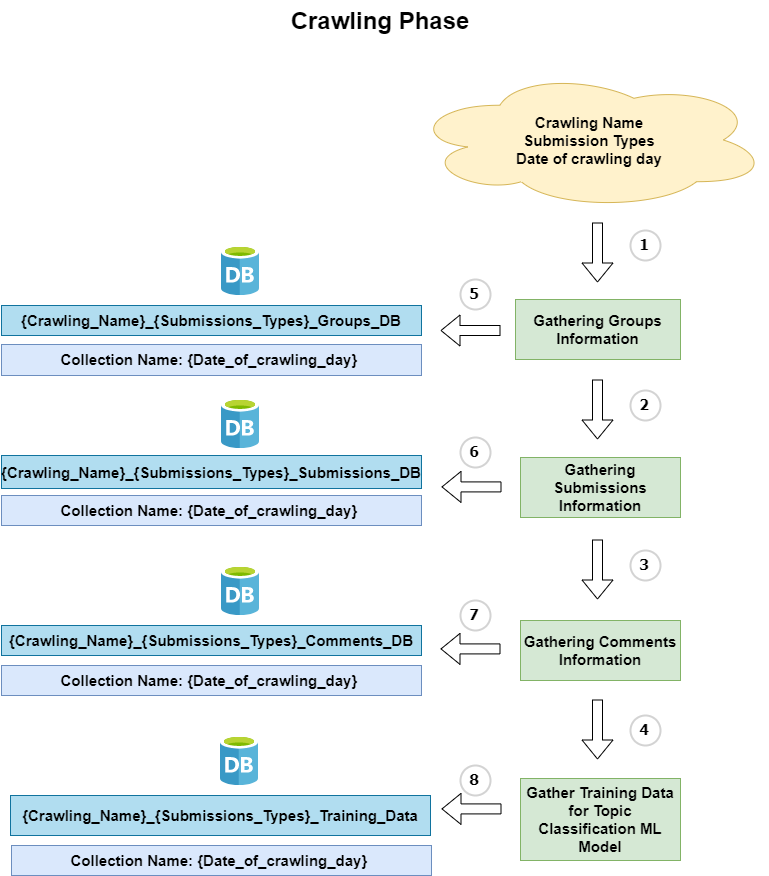 Crawling Phase
Crawling Name
Submission Types
Date of crawling day
1
DB
5
{Crawling_Name}_{Submissions_Types}_Groups_DB
Gathering Groups
Information
Collection Name: {Date_of_crawling_day}
2
DB
6
{Crawling_Name}_{Submissions_Types}_Submissions_DB
Gathering
Submissions
Information
Collection Name: {Date_of_crawling_day}
3
DB
7
{Crawling_Name}_{Submissions_Types}_Comments_DB
Gathering Comments
Information
Collection Name: {Date_of_crawling_day}
4
DB
8
{Crawling_Name}_{Submissions_Types}_Training_Data
Gather Training Data
for Topic
Classification ML
Model
Collection Name: {Date_of_crawling_day}